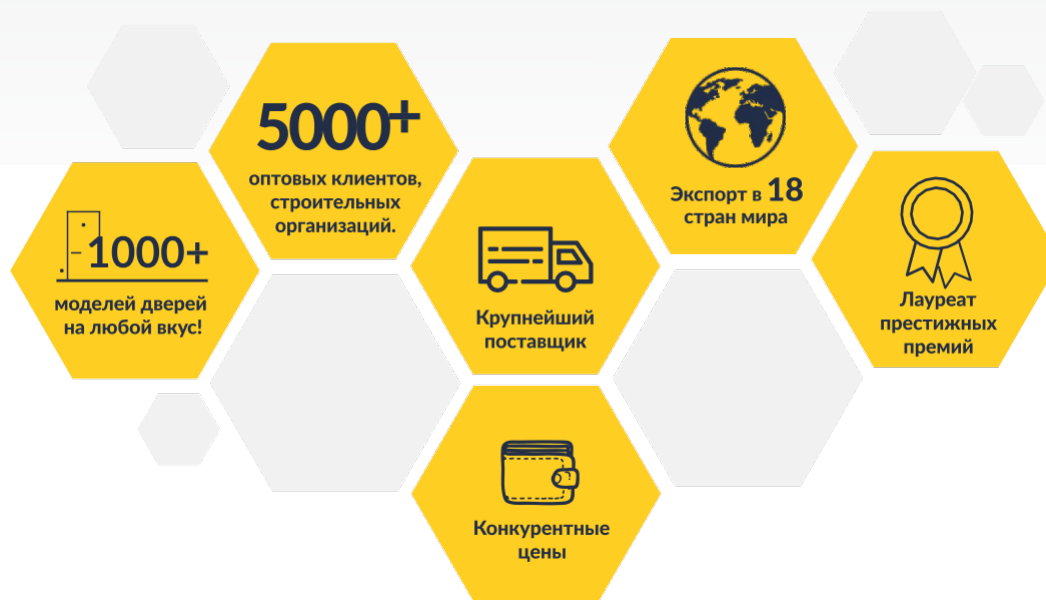 1000+
моделей дверей
на любой вкус!
5000+
оптовых клиентов,
строительных
организаций.
Крупнейший
поставщик
Конкурентные
цены
Экспорт в 18
стран мира
Лауреат
престижных
премий